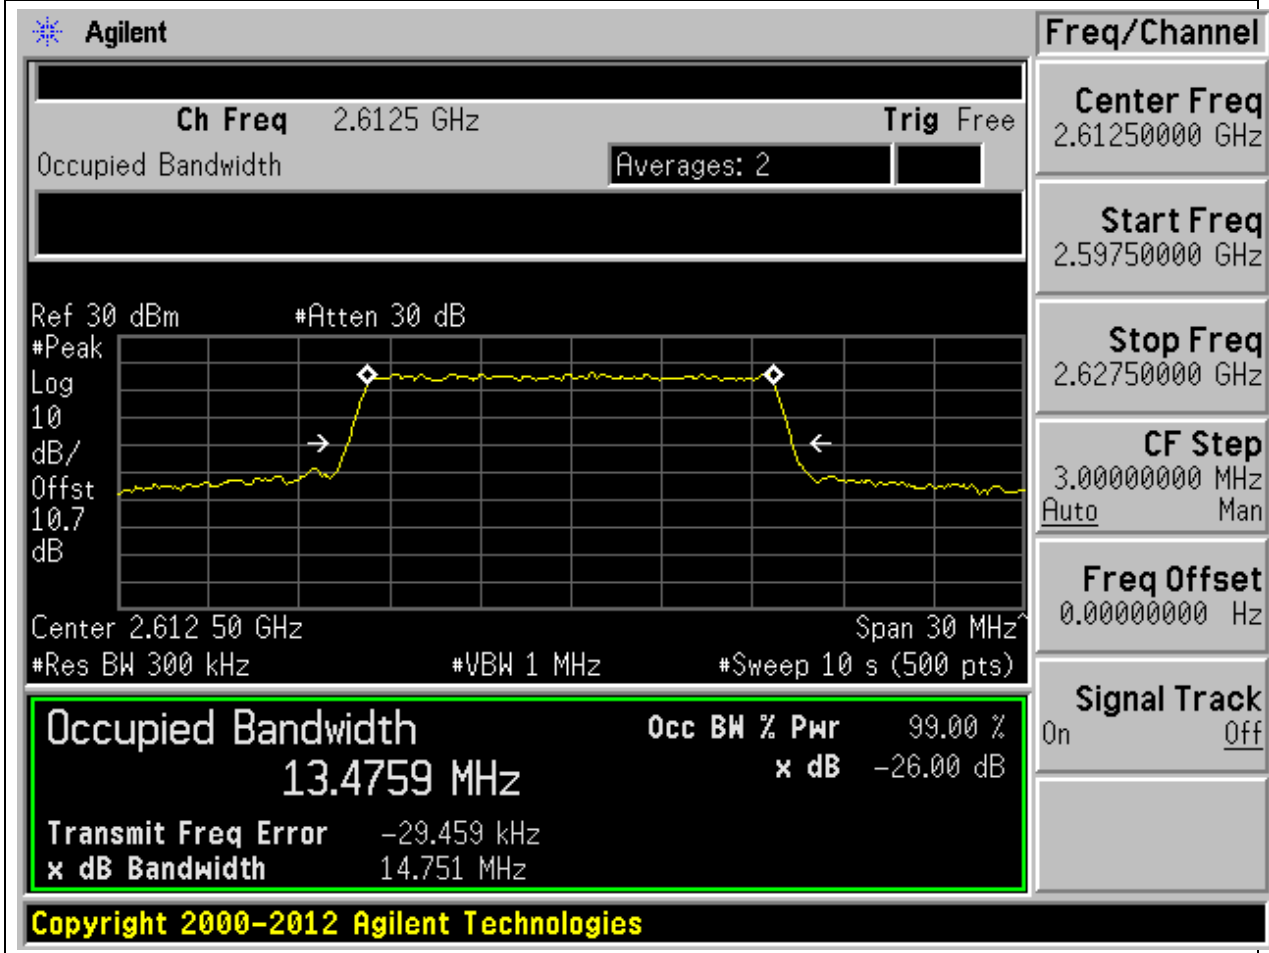 Agilent
Freq/Channel
Ch Freq 2.6125 GHz Trig Free
Occupied Bandwidth Averages: 2
Center Freq
2.61250000 GHz
Start Freq
2.59750000 GHz
Stop Freq
2.62750000 GHz
CF Step
3.00000000 MHz
Auto Man
Freq Offset
0.00000000 Hz
Signal Track
On Off
Ref 30 dBm #Atten 30 dB
#Peak
Log
10
dB/
Offst
10.7
dB
Center 2.612 50 GHz Span 30 MHz^
#Res BW 300 kHz #VBW 1 MHz #Sweep 10 s (500 pts)
Occupied Bandwidth Occ BW % Pwr 99.00 %
13.4759 MHz x dB -26.00 dB
Transmit Freq Error -29.459 kHz
x dB Bandwidth 14.751 MHz
Copyright 2000-2012 Agilent Technologies